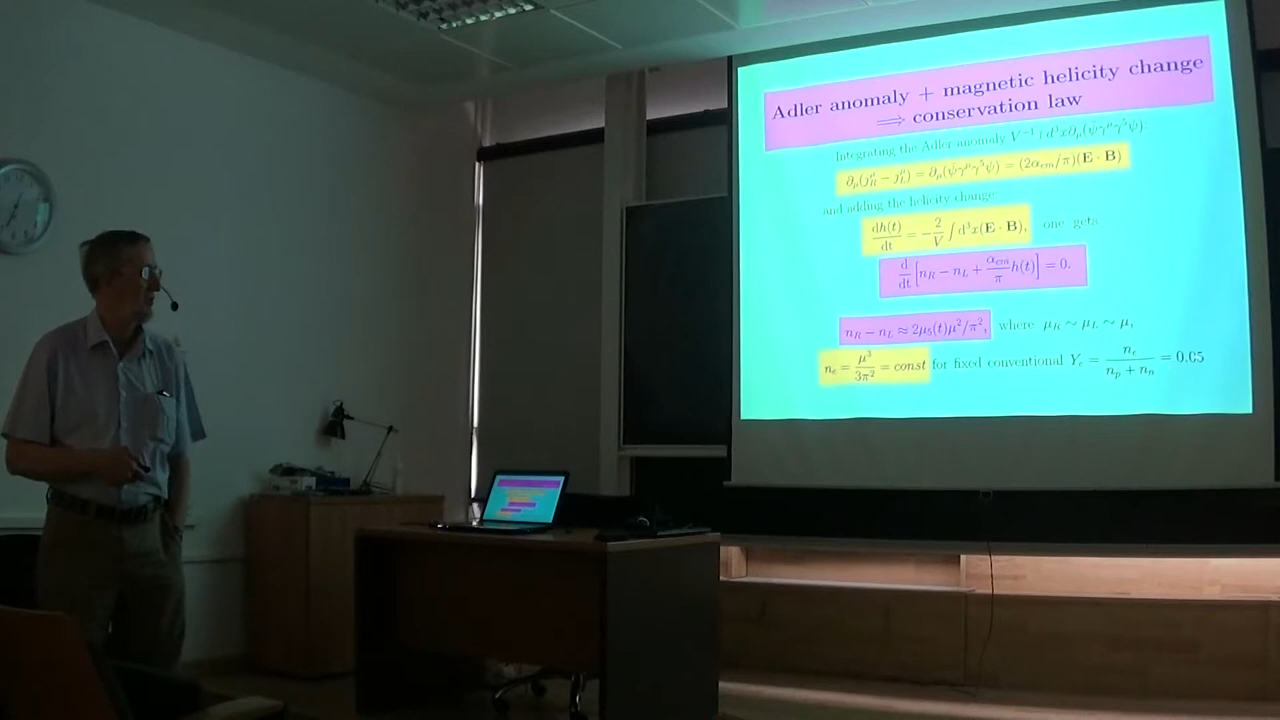 Adler anomaly + magnetic helicity change
⟹ conservation law
Integrating the Adler anomaly V⁻¹ ∫ d³x∂_μ(ψ̄γ^μγ⁵ψ):
∂_μ(j_R^μ − j_L^μ) = ∂_μ(ψ̄γ^μγ⁵ψ) = (2α_em/π)(E · B)
and adding the helicity change:
dh(t)/dt = −2/V ∫ d³x(E · B), one gets
d/dt [n_R − n_L + α_em/π h(t)] = 0.
n_R − n_L ≈ 2μ₅(t)μ²/π², where μ_R ∼ μ_L ∼ μ,
n_e = μ³/3π² = const for fixed conventional Y_e = n_e/(n_p + n_n) = 0.05